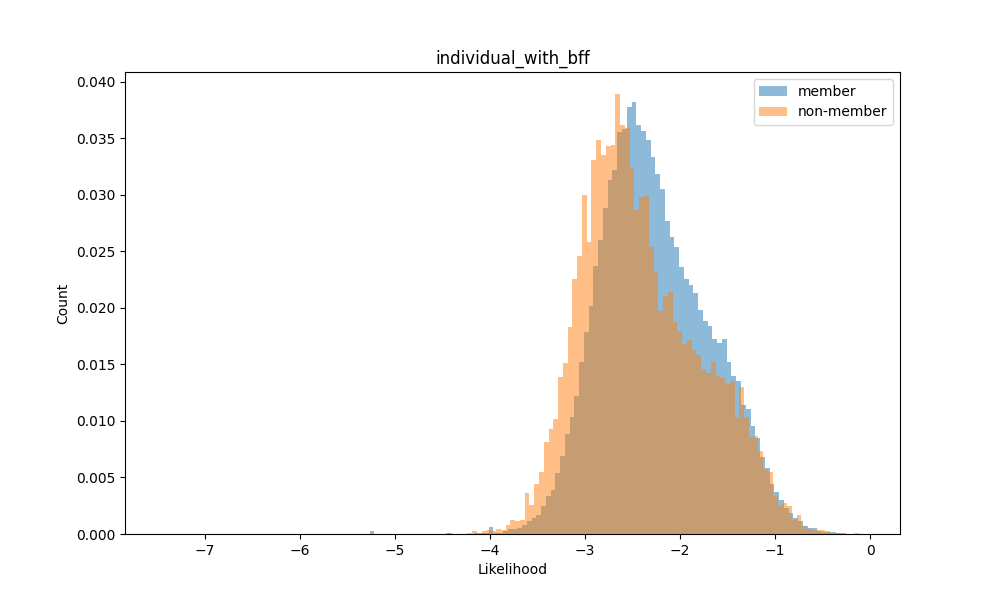 individual_with_bff
member
non-member
0.040
0.035
0.030
0.025
0.020
0.015
0.010
0.005
0.000
Count
−7 −6 −5 −4 −3 −2 −1 0
Likelihood